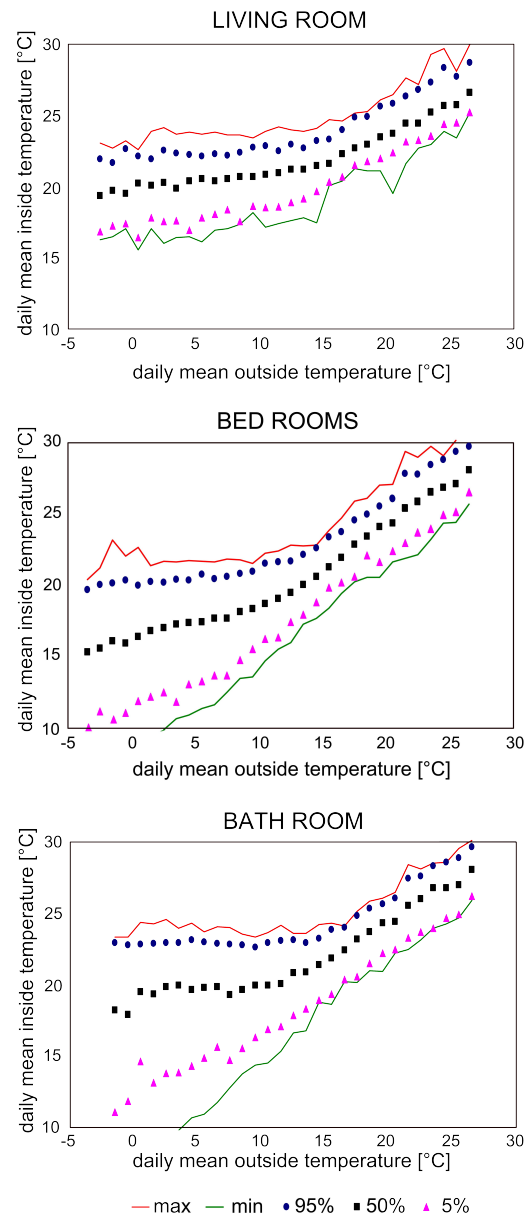 LIVING ROOM
daily mean inside temperature [°C]
30
25
20
15
10
-5 0 5 10 15 20 25 30
daily mean outside temperature [°C]
BED ROOMS
daily mean inside temperature [°C]
30
25
20
15
10
-5 0 5 10 15 20 25 30
daily mean outside temperature [°C]
BATH ROOM
daily mean inside temperature [°C]
30
25
20
15
10
-5 0 5 10 15 20 25 30
daily mean outside temperature [°C]
max min 95% 50% 5%